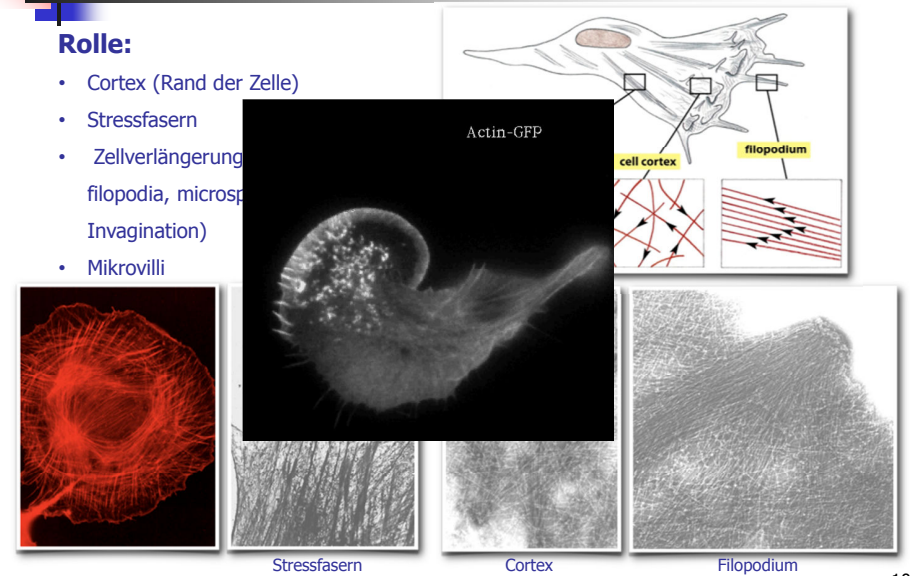 Rolle:
• Cortex (Rand der Zelle)
• Stressfasern
• Zellverlängerung
filopodia, microsp
Invagination)
• Mikrovilli
Actin-GFP
cell cortex
filopodium
Stressfasern
Cortex
Filopodium